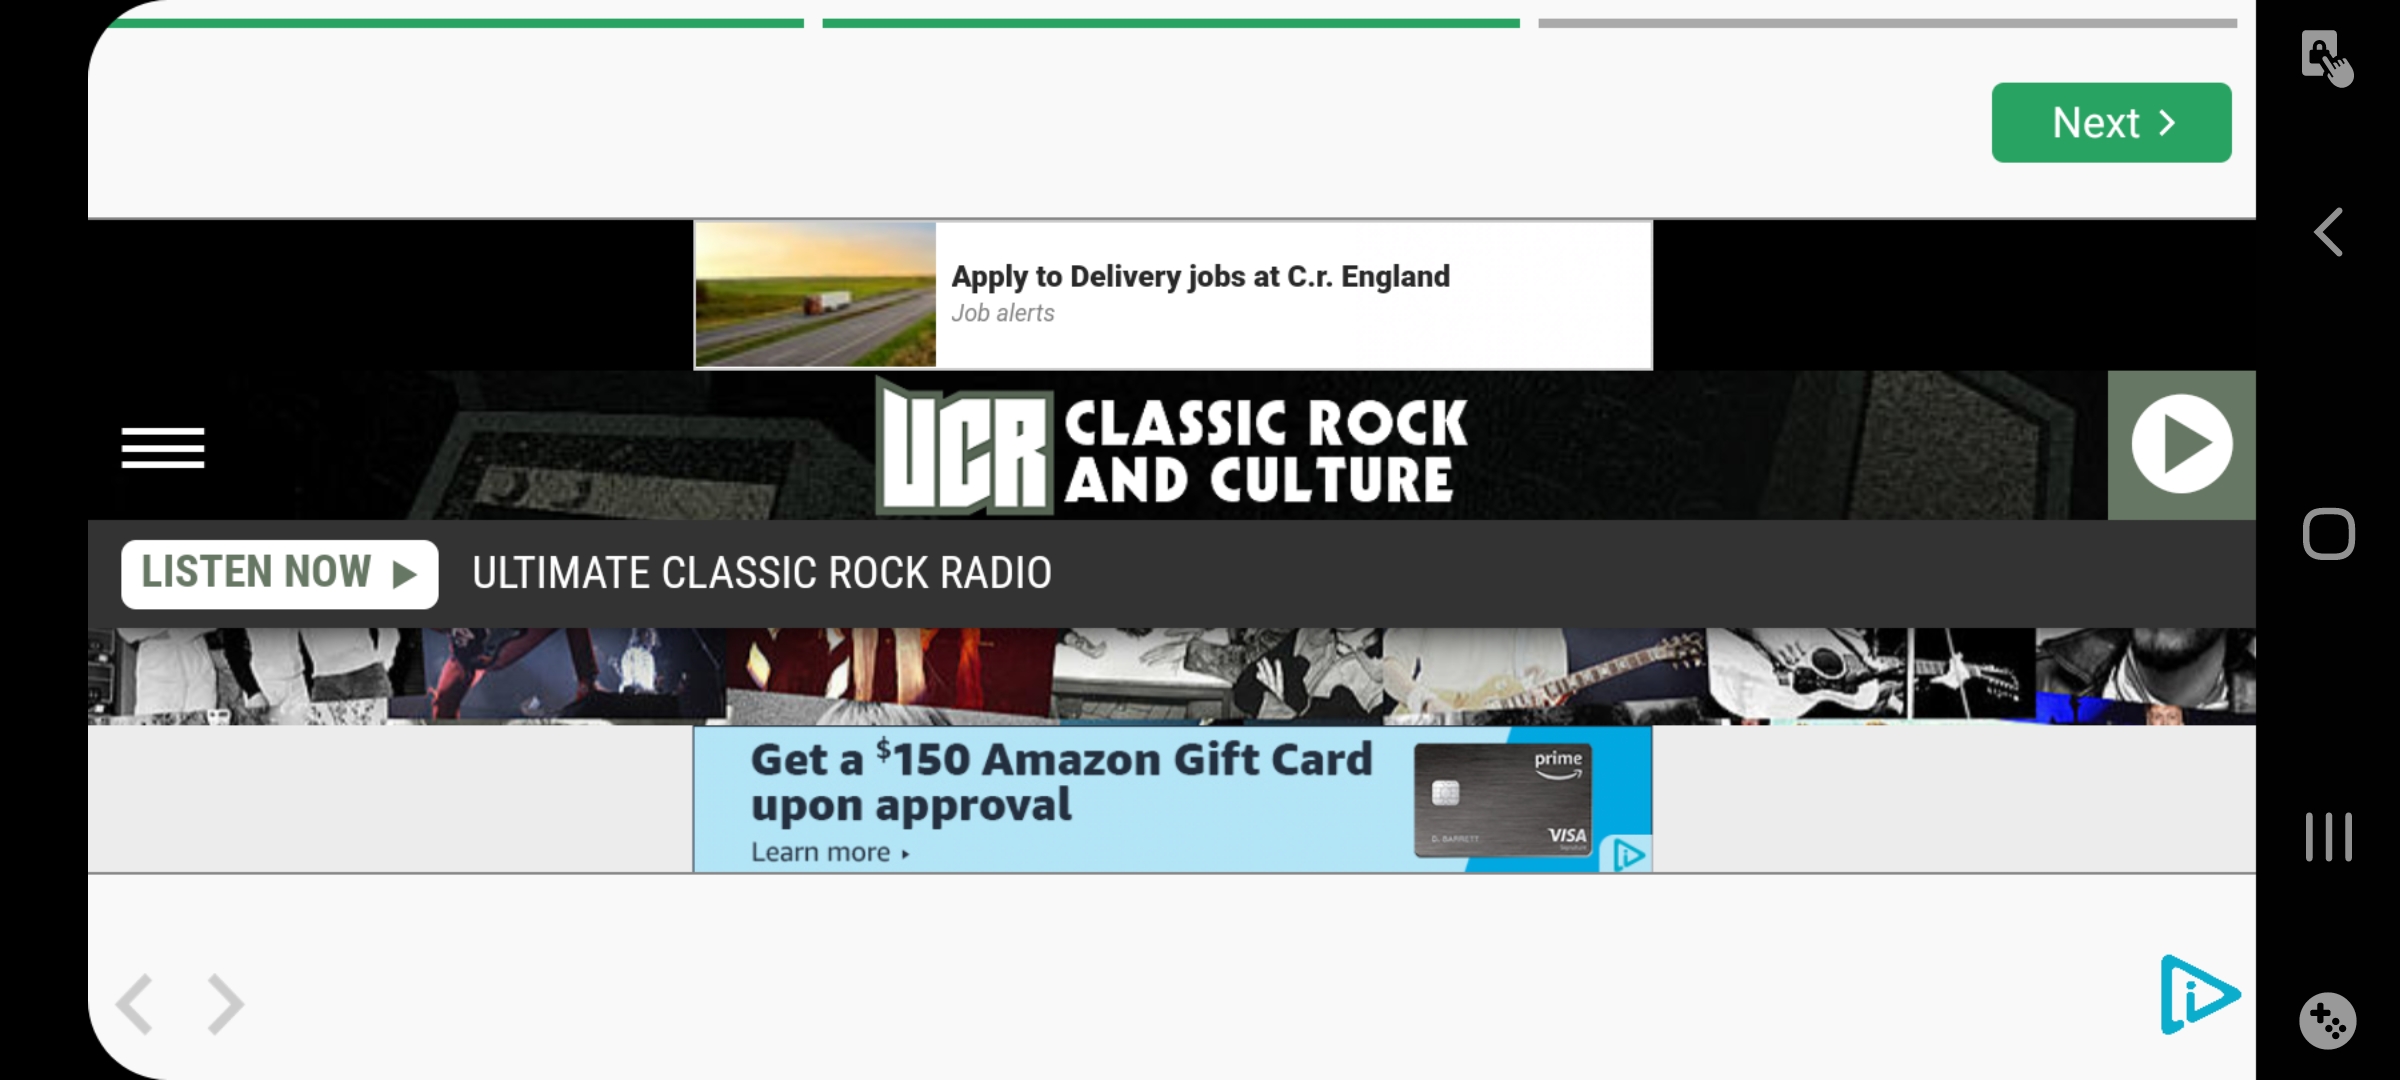 Next
Apply to Delivery jobs at C.r. England
Job alerts
UCR CLASSIC ROCK
AND CULTURE
LISTEN NOW
ULTIMATE CLASSIC ROCK RADIO
Get a $150 Amazon Gift Card
upon approval
Learn more
prime
D. BARRETT
VISA
Signature